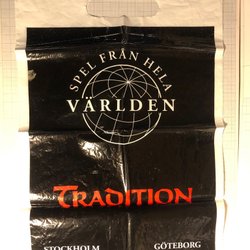 SPEL FRÅN HELA
VÄRLDEN
TRADITION
STOCKHOLM
GÖTEBORG